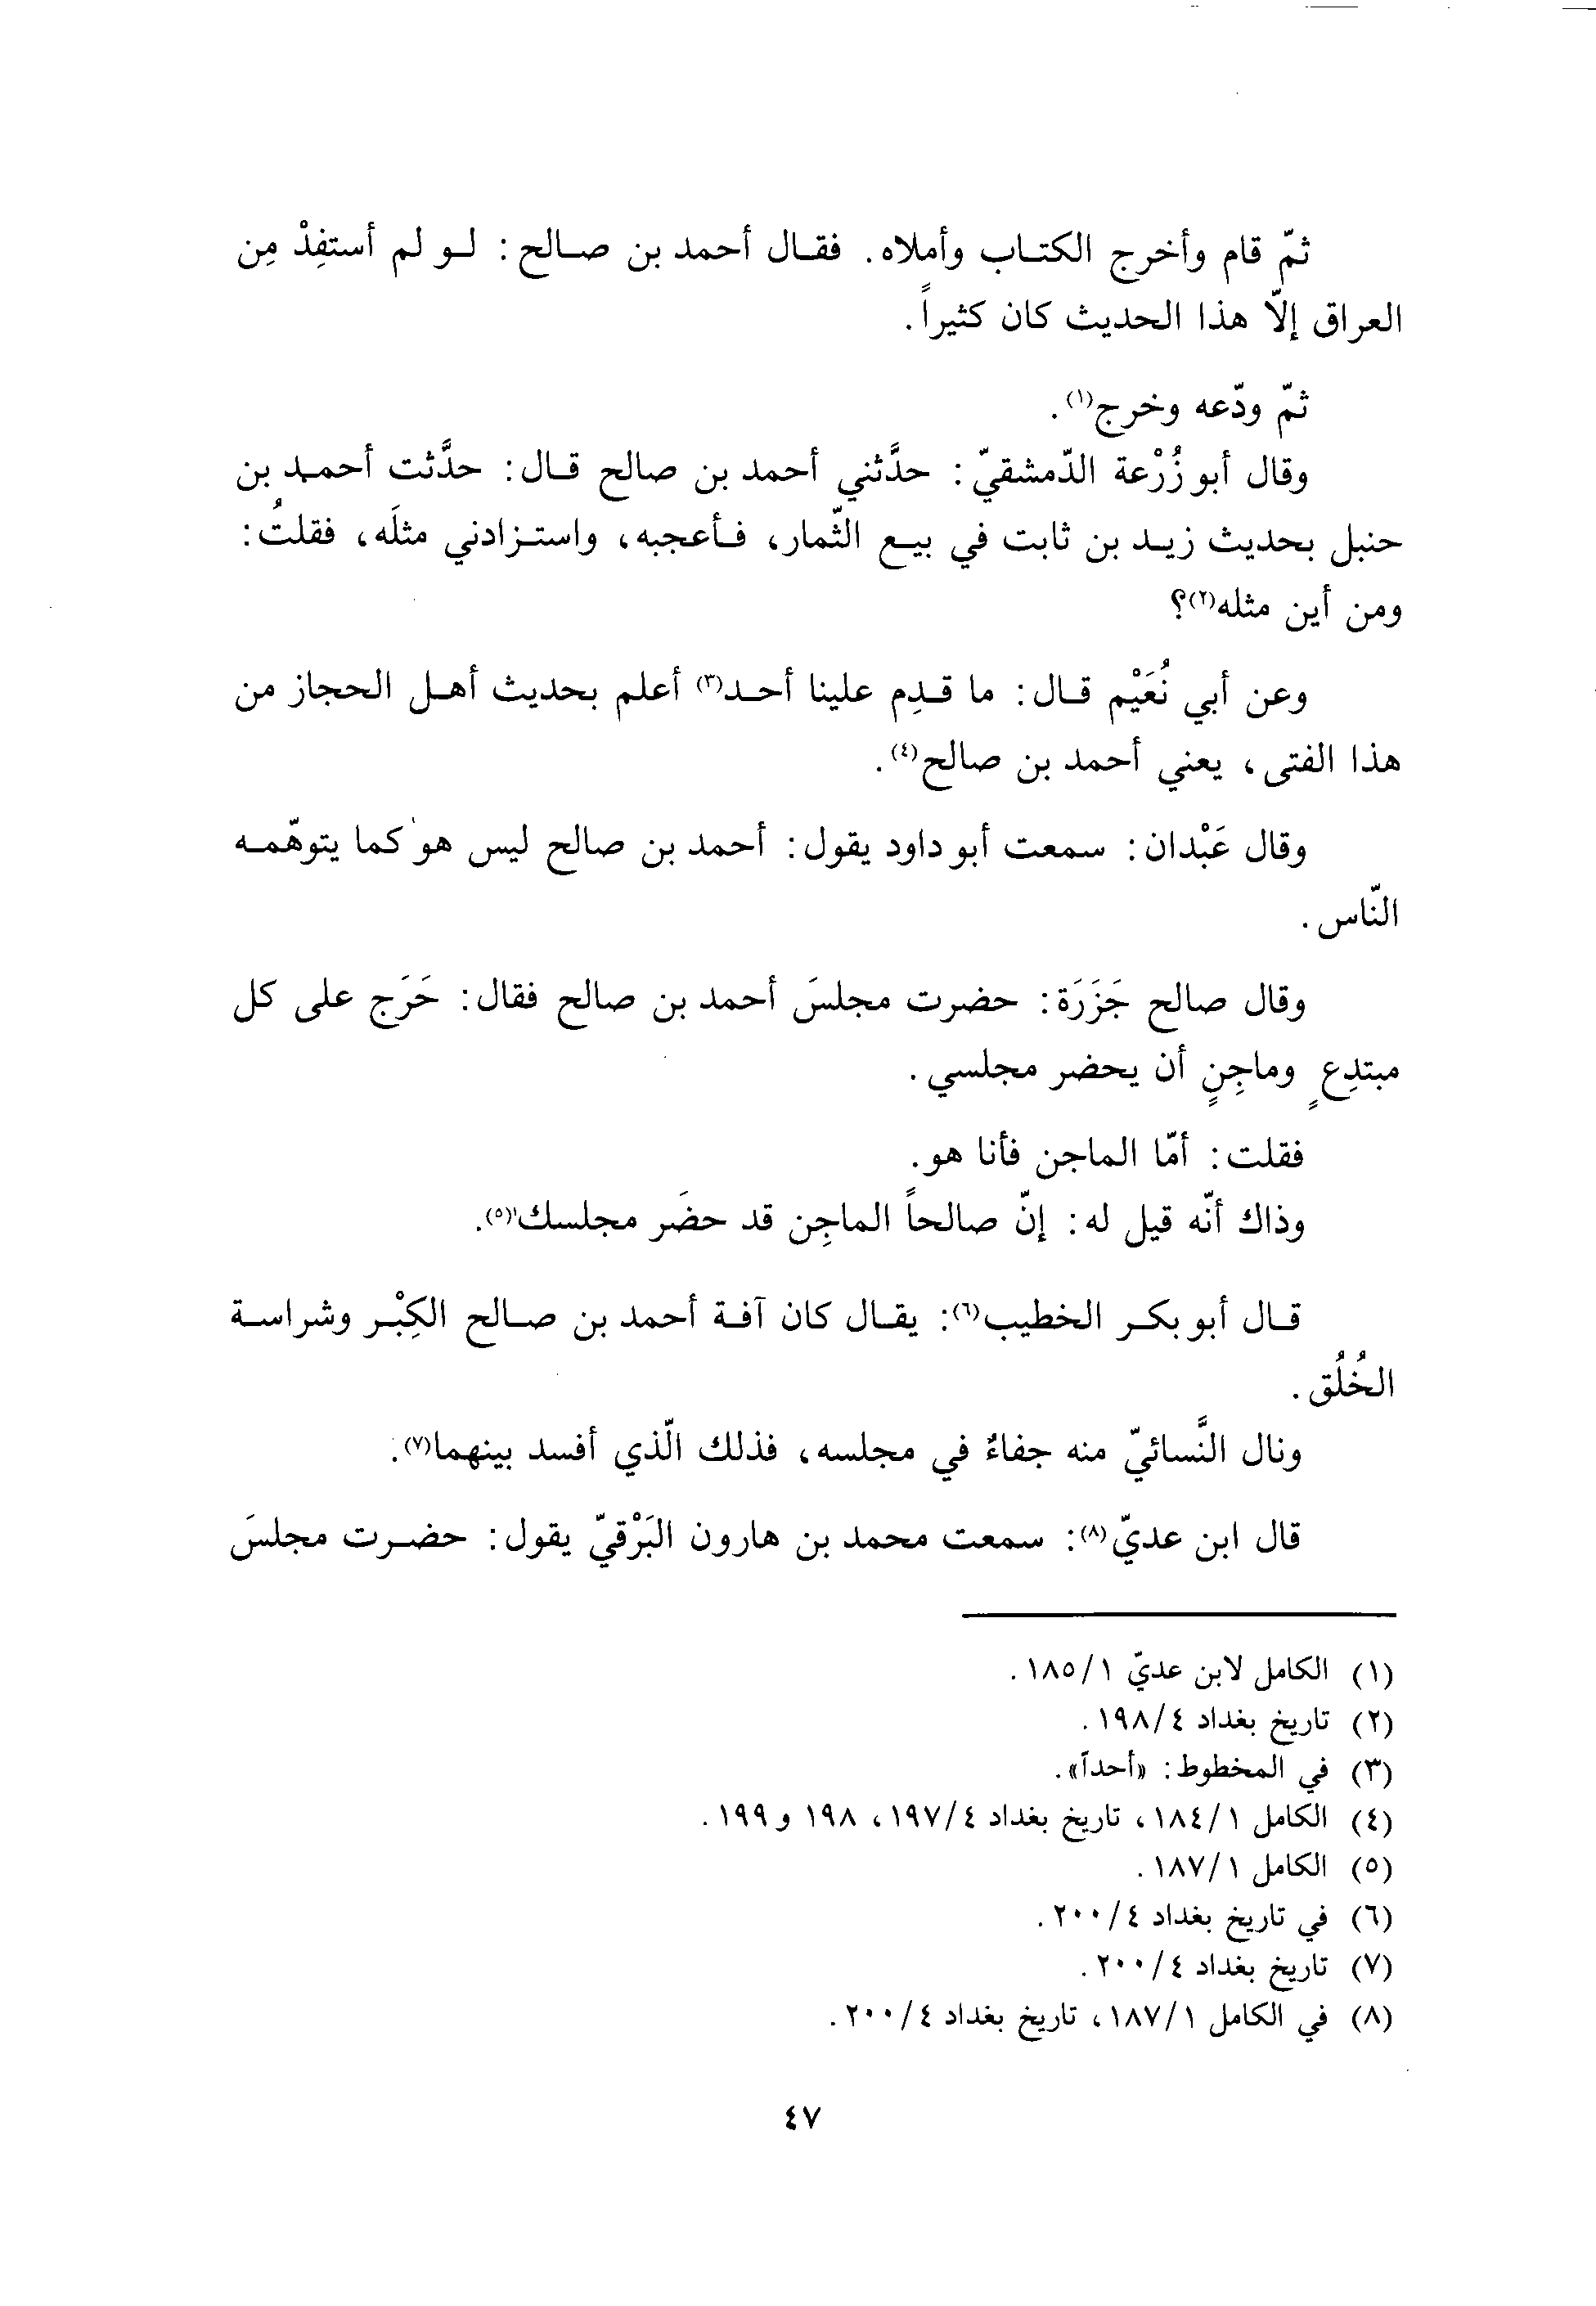 ثمّ قام وأخرج الكتاب وأملاه. فقال أحمد بن صالح: لو لم أستفِدْ مِن
العراق إلّا هذا الحديث كان كثيراً.
ثمّ ودّعه وخرج(١).
وقال أبو زُرْعة الدّمشقيّ: حدَّثني أحمد بن صالح قال: حدَّثت أحمد بن
حنبل بحديث زيد بن ثابت في بيع الثّمار، فأعجبه، واستزادني مثلَه، فقلتُ:
ومن أين مثله(٢)؟
وعن أبي نُعَيْم قال: ما قدِم علينا أحد(٣) أعلم بحديث أهل الحجاز من
هذا الفتى، يعني أحمد بن صالح(٤).
وقال عَبْدان: سمعت أبو داود يقول: أحمد بن صالح ليس هو كما يتوهّمه
النّاس.
وقال صالح جَزَرَة: حضرت مجلسَ أحمد بن صالح فقال: حَرَج على كل
مبتدِعٍ وماجِنٍ أن يحضر مجلسي.
فقلت: أمّا الماجن فأنا هو.
وذاك أنّه قيل له: إنّ صالحاً الماجِن قد حضَر مجلسك(٥).
قال أبو بكر الخطيب(٦): يقال كان آفة أحمد بن صالح الكِبْر وشراسة
الخُلُق.
ونال النَّسائيّ منه جفاءٌ في مجلسه، فذلك الّذي أفسد بينهما(٧).
قال ابن عديّ(٨): سمعت محمد بن هارون البَرْقيّ يقول: حضرت مجلسَ
(١) الكامل لابن عديّ ١/١٨٥.
(٢) تاريخ بغداد ٤/١٩٨.
(٣) في المخطوط: «أحداً».
(٤) الكامل ١/١٨٤، تاريخ بغداد ٤/١٩٧، ١٩٨ و ١٩٩.
(٥) الكامل ١/١٨٧.
(٦) في تاريخ بغداد ٤/٢٠٠.
(٧) تاريخ بغداد ٤/٢٠٠.
(٨) في الكامل ١/١٨٧، تاريخ بغداد ٤/٢٠٠.
٤٧